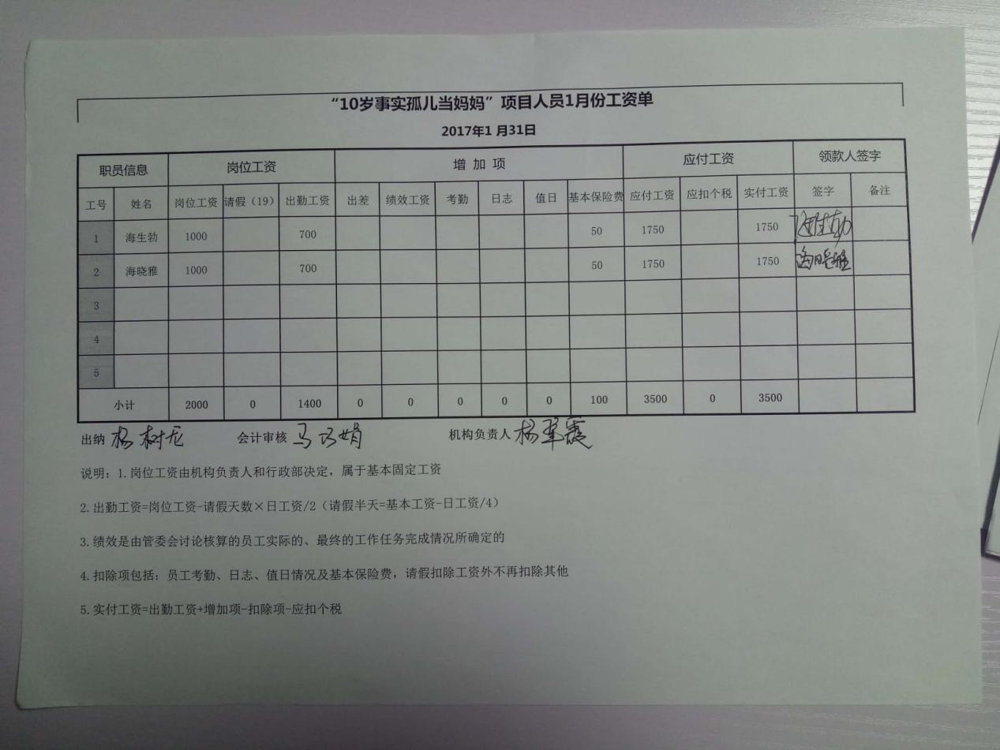 “10岁事实孤儿当妈妈”项目人员1月份工资单
2017年1 月31日
职员信息 岗位工资 增 加 项 应付工资 领款人签字
工号 姓名 岗位工资 请假（19） 出勤工资 出差 绩效工资 考勤 日志 值日 基本保险费 应付工资 应扣个税 实付工资 签字 备注
1 海生勃 1000 700 50 1750 1750 海生勃
2 海晓雅 1000 700 50 1750 1750 海晓雅
3
4
5
小计 2000 0 1400 0 0 0 0 0 100 3500 0 3500
出纳 杨树龙 会计审核 马巧娟 机构负责人 杨翠霞
说明：1.岗位工资由机构负责人和行政部决定，属于基本固定工资
2.出勤工资=岗位工资-请假天数×日工资/2（请假半天=基本工资-日工资/4）
3.绩效是由管委会讨论核算的员工实际的、最终的工作任务完成情况所确定的
4.扣除项包括：员工考勤、日志、值日情况及基本保险费，请假扣除工资外不再扣除其他
5.实付工资=出勤工资+增加项-扣除项-应扣个税